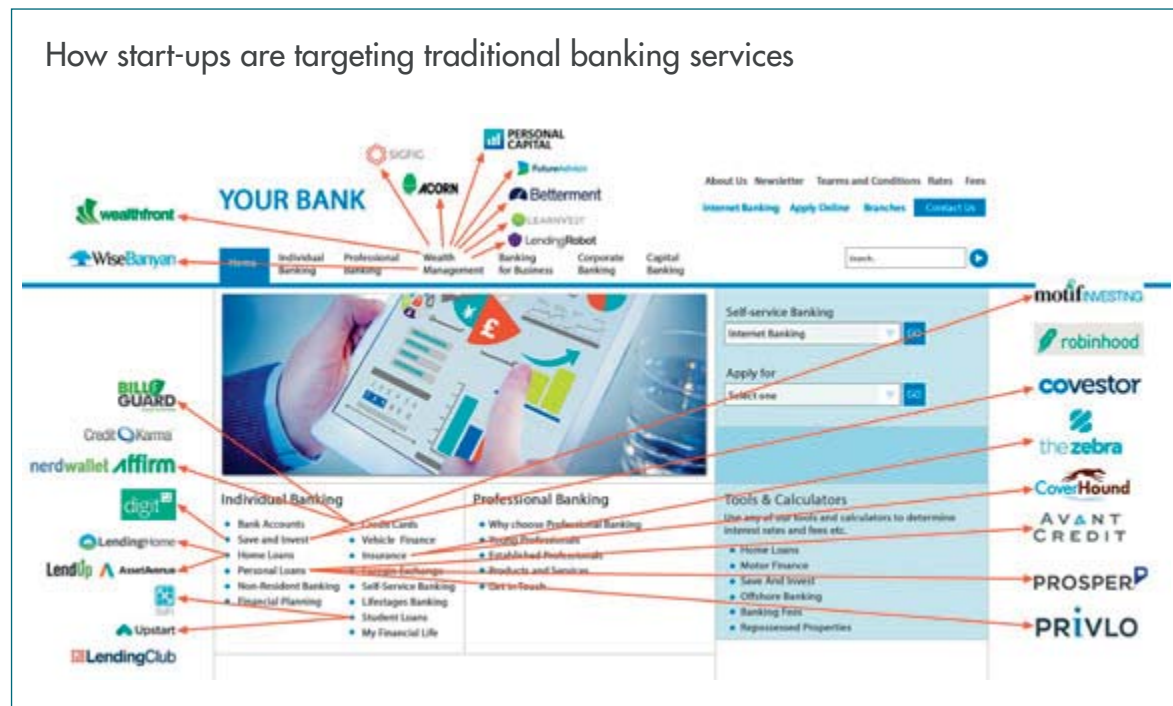 How start-ups are targeting traditional banking services
SIGFIG
PERSONAL
CAPITAL
ACORN
FutureAdvisor
Betterment
LEARNVEST
LendingRobot
wealthfront
WiseBanyan
YOUR BANK
About Us Newsletter Tearms and Conditions Rates Fees
Internet Banking Apply Online Branches Contact Us
Home
Individual
Banking
Professional
Banking
Wealth
Management
Banking
for Business
Corporate
Banking
Capital
Banking
Search..
Self-service Banking
Internet Banking
GO
Apply for
Select one
GO
motif INVESTING
robinhood
covestor
the zebra
CoverHound
AVANT
CREDIT
PROSPER
PRIVLO
BILL
GUARD
Credit Karma
nerdwallet affirm
digit
LendingHome
LendUp AssetAvenue
SoFi
Upstart
LendingClub
Individual Banking
Bank Accounts
Save and Invest
Home Loans
Personal Loans
Non-Resident Banking
Financial Planning
Credit Cards
Vehicle Finance
Insurance
Foreign Exchange
Self-Service Banking
Lifestages Banking
Student Loans
My Financial Life
Professional Banking
Why choose Professional Banking
Young Professionals
Established Professionals
Products and Services
Get in Touch
Tools & Calculators
Use any of our tools and calculators to determine
interest rates and fees etc.
Home Loans
Motor Finance
Save And Invest
Offshore Banking
Banking Fees
Repossessed Properties